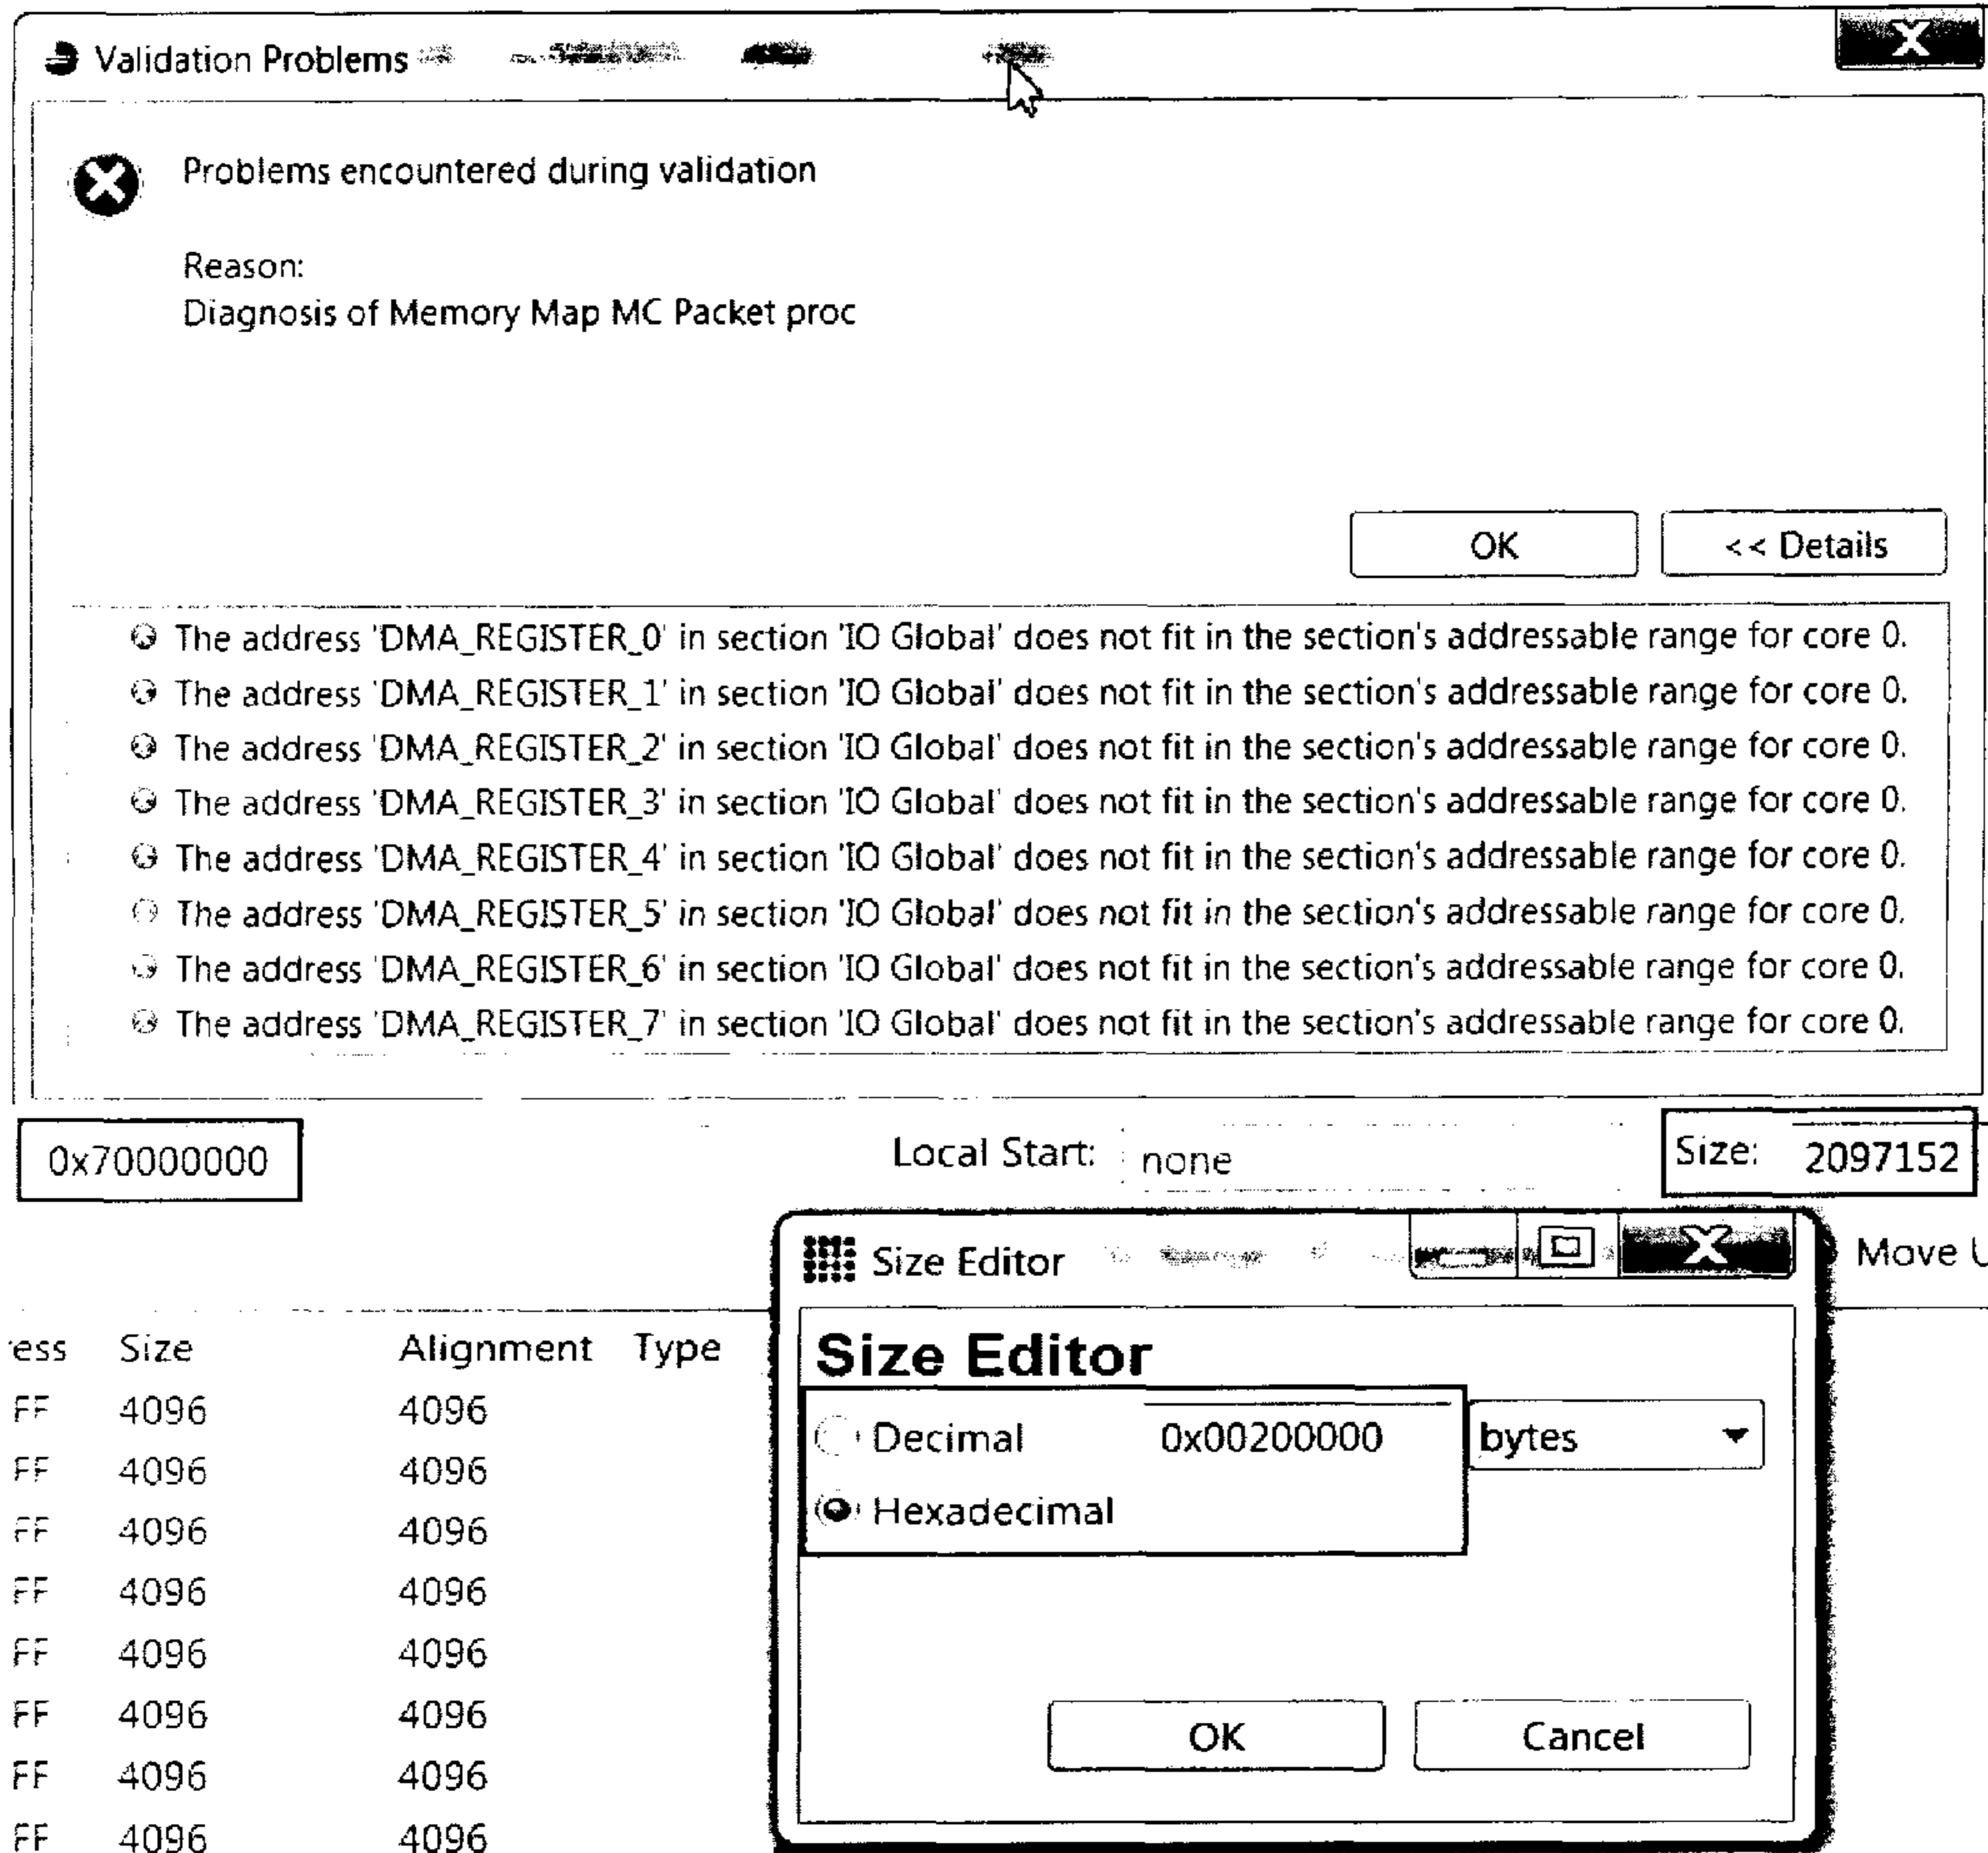 Validation Problems
X
Problems encountered during validation
Reason:
Diagnosis of Memory Map MC Packet proc
OK << Details
The address 'DMA_REGISTER_0' in section 'IO Global' does not fit in the section's addressable range for core 0.
The address 'DMA_REGISTER_1' in section 'IO Global' does not fit in the section's addressable range for core 0.
The address 'DMA_REGISTER_2' in section 'IO Global' does not fit in the section's addressable range for core 0.
The address 'DMA_REGISTER_3' in section 'IO Global' does not fit in the section's addressable range for core 0.
The address 'DMA_REGISTER_4' in section 'IO Global' does not fit in the section's addressable range for core 0.
The address 'DMA_REGISTER_5' in section 'IO Global' does not fit in the section's addressable range for core 0.
The address 'DMA_REGISTER_6' in section 'IO Global' does not fit in the section's addressable range for core 0.
The address 'DMA_REGISTER_7' in section 'IO Global' does not fit in the section's addressable range for core 0.
0x70000000 Local Start: none Size: 2097152
Size Editor X Move U
ess Size Alignment Type
Size Editor
FF 4096 4096
Decimal 0x00200000 bytes
FF 4096 4096
Hexadecimal
FF 4096 4096
FF 4096 4096
FF 4096 4096
FF 4096 4096
OK Cancel
FF 4096 4096
FF 4096 4096